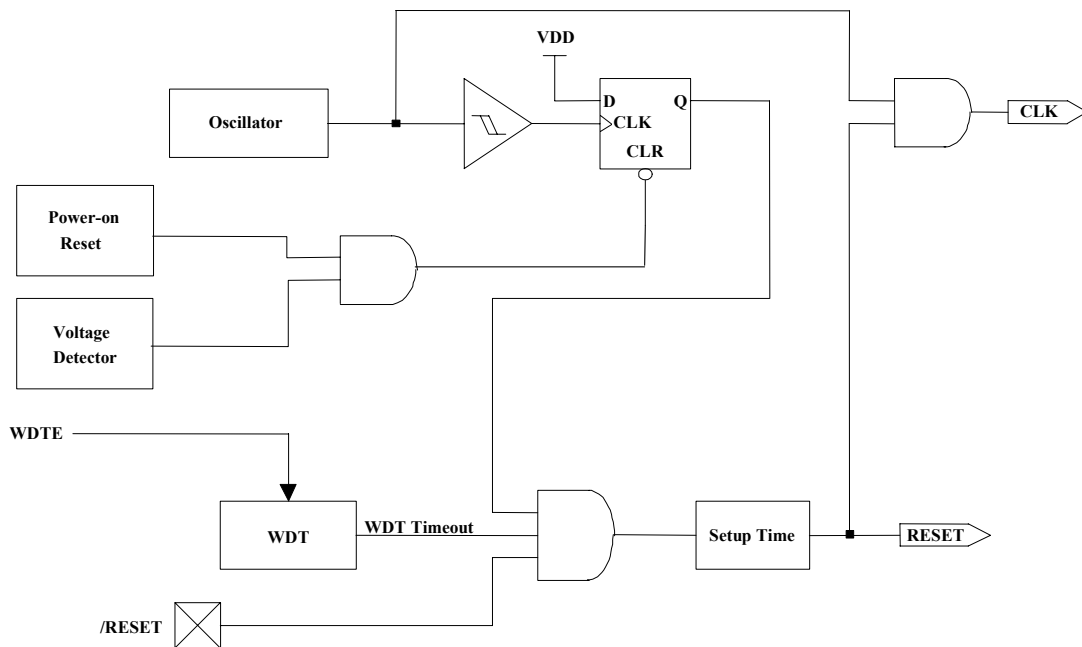 VDD
D
Q
Oscillator
CLK
CLR
CLK
Power-on
Reset
Voltage
Detector
WDTE
WDT
WDT Timeout
Setup Time
RESET
/RESET